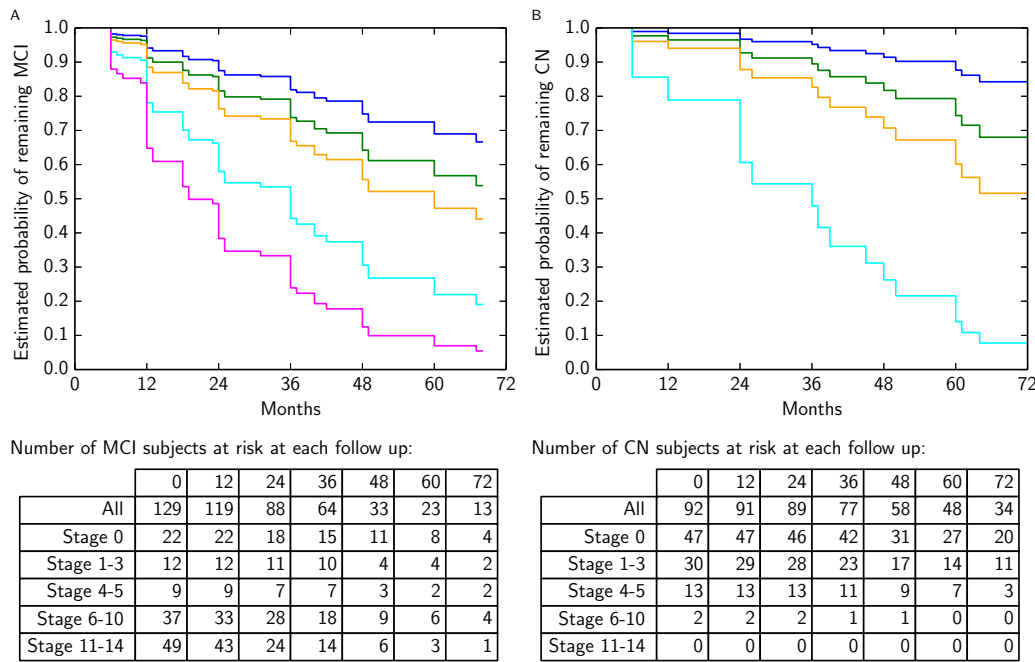 A
Estimated probability of remaining MCI
1.0
0.9
0.8
0.7
0.6
0.5
0.4
0.3
0.2
0.1
0.0
0 12 24 36 48 60 72
Months
B
Estimated probability of remaining CN
1.0
0.9
0.8
0.7
0.6
0.5
0.4
0.3
0.2
0.1
0.0
0 12 24 36 48 60 72
Months
Number of MCI subjects at risk at each follow up:
0 12 24 36 48 60 72
All 129 119 88 64 33 23 13
Stage 0 22 22 18 15 11 8 4
Stage 1-3 12 12 11 10 4 4 2
Stage 4-5 9 9 7 7 3 2 2
Stage 6-10 37 33 28 18 9 6 4
Stage 11-14 49 43 24 14 6 3 1
Number of CN subjects at risk at each follow up:
0 12 24 36 48 60 72
All 92 91 89 77 58 48 34
Stage 0 47 47 46 42 31 27 20
Stage 1-3 30 29 28 23 17 14 11
Stage 4-5 13 13 13 11 9 7 3
Stage 6-10 2 2 2 1 1 0 0
Stage 11-14 0 0 0 0 0 0 0